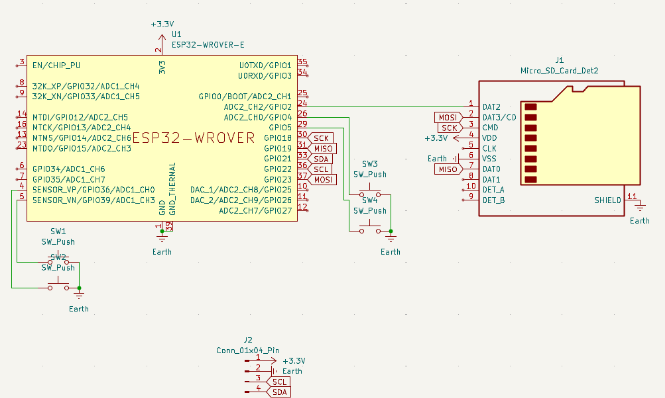 +3.3V
U1
ESP32-WROVER-E
3 EN/CHIP_PU
8 32K_XP/GPIO32/ADC1_CH4
9 32K_XN/GPIO33/ADC1_CH5
14 NTDI/GPIO12/ADC2_CH5
16 NTCK/GPIO13/ADC2_CH4
13 NTNS/GPIO14/ADC2_CH6
23 NTDO/GPIO15/ADC2_CH3
6 GPIO34/ADC1_CH6
7 GPIO35/ADC1_CH7
4 SENSOR_VP/GPIO36/ADC1_CH0
5 SENSOR_VN/GPIO39/ADC1_CH3
2
3V3
ESP32-WROVER
GND
GND_THERMAL
1
39
Earth
U0TXD/GPIO1 35
U0RXD/GPIO3 34
GPIO0/BOOT/ADC2_CH1 25
ADC2_CH2/GPIO2 24
ADC2_CH0/GPIO4 26
GPIO5 29
GPIO18 30 SCK
GPIO19 31 MISO
GPIO21 33 SDA
GPIO22 36 SCL
GPIO23 37 MOSI
DAC_1/ADC2_CH8/GPIO25 10
DAC_2/ADC2_CH9/GPIO26 11
ADC2_CH7/GPIO27 12
SW1
SW_Push
SW2
SW_Push
Earth
SW3
SW_Push
SW4
SW_Push
Earth
J1
Micro_SD_Card_Det2
1 DAT2
MOSI 2 DAT3/CD
SCK 3 CMD
+3.3V 4 VDD
5 CLK
Earth 6 VSS
MISO 7 DAT0
8 DAT1
10 DET_A
9 DET_B
SHIELD 11
Earth
J2
Conn_01x04_Pin
1 +3.3V
2 Earth
3 SCL
4 SDA